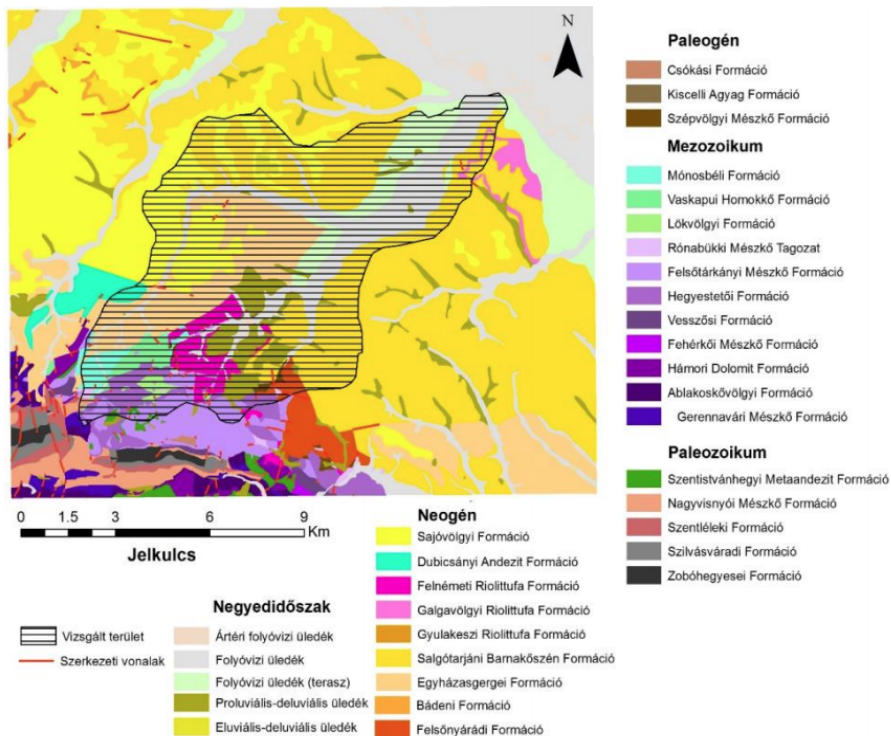 N
0 1.5 3 6 9
Km
Jelkulcs
Vizsgált terület
Szerkezeti vonalak
Negyedidőszak
Ártéri folyóvizi üledék
Folyóvizi üledék
Folyóvizi üledék (terasz)
Proluviális-deluviális üledék
Eluviális-deluviális üledék
Neogén
Sajóvölgyi Formáció
Dubicsányi Andezit Formáció
Felnémeti Riolittufa Formáció
Galgavölgyi Riolittufa Formáció
Gyulakeszi Riolittufa Formáció
Salgótarjáni Barnakőszén Formáció
Egyházasgergei Formáció
Bádeni Formáció
Felsőnyárádi Formáció
Paleogén
Csókási Formáció
Kiscelli Agyag Formáció
Szépvölgyi Mészkő Formáció
Mezozoikum
Mónosbéli Formáció
Vaskapui Homokkő Formáció
Lökvölgyi Formáció
Rónabükki Mészkő Tagozat
Felsőtárkányi Mészkő Formáció
Hegyestetői Formáció
Vesszősi Formáció
Fehérkői Mészkő Formáció
Hámori Dolomit Formáció
Ablakoskővölgyi Formáció
Gerennavári Mészkő Formáció
Paleozoikum
Szentistvánhegyi Metaandezit Formáció
Nagyvisnyói Mészkő Formáció
Szentléleki Formáció
Szilvásváradi Formáció
Zobóhegyesei Formáció